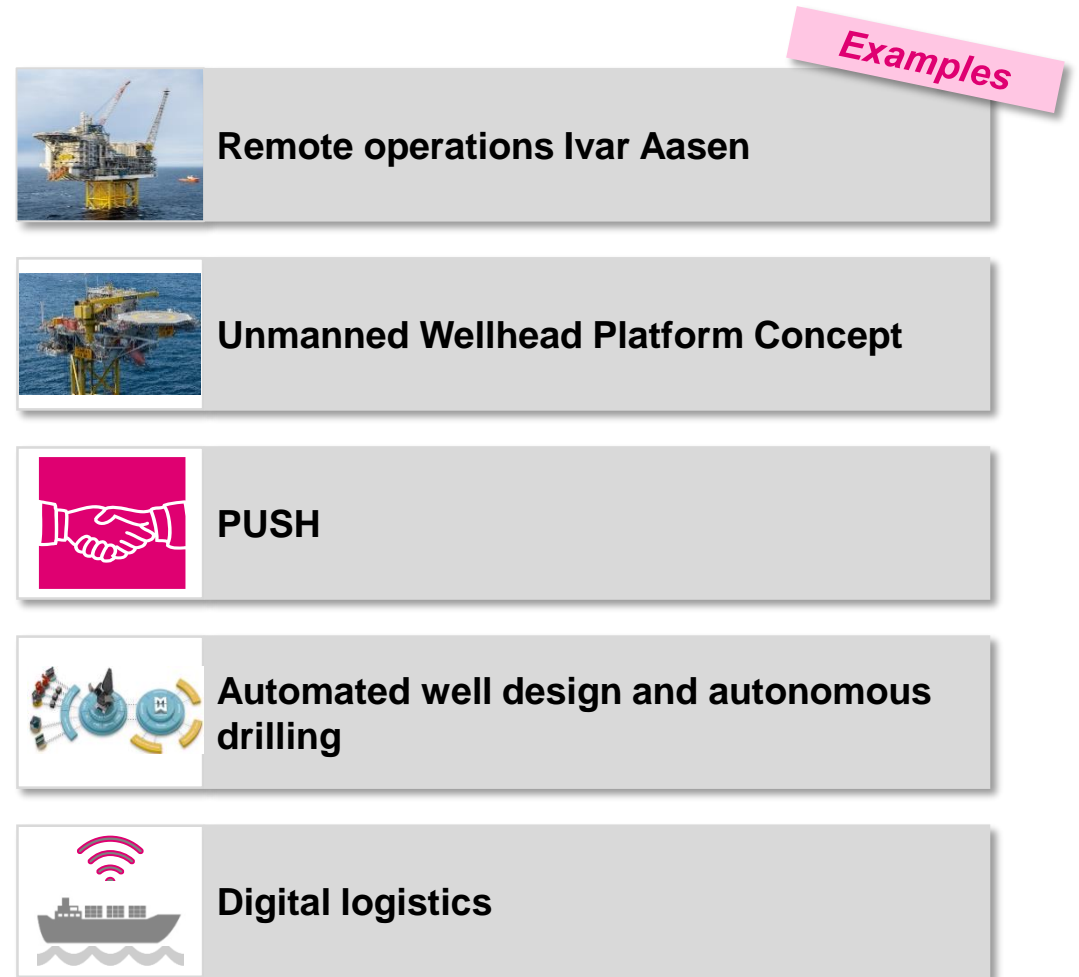 Examples
Remote operations Ivar Aasen
Unmanned Wellhead Platform Concept
PUSH
Automated well design and autonomous
drilling
Digital logistics